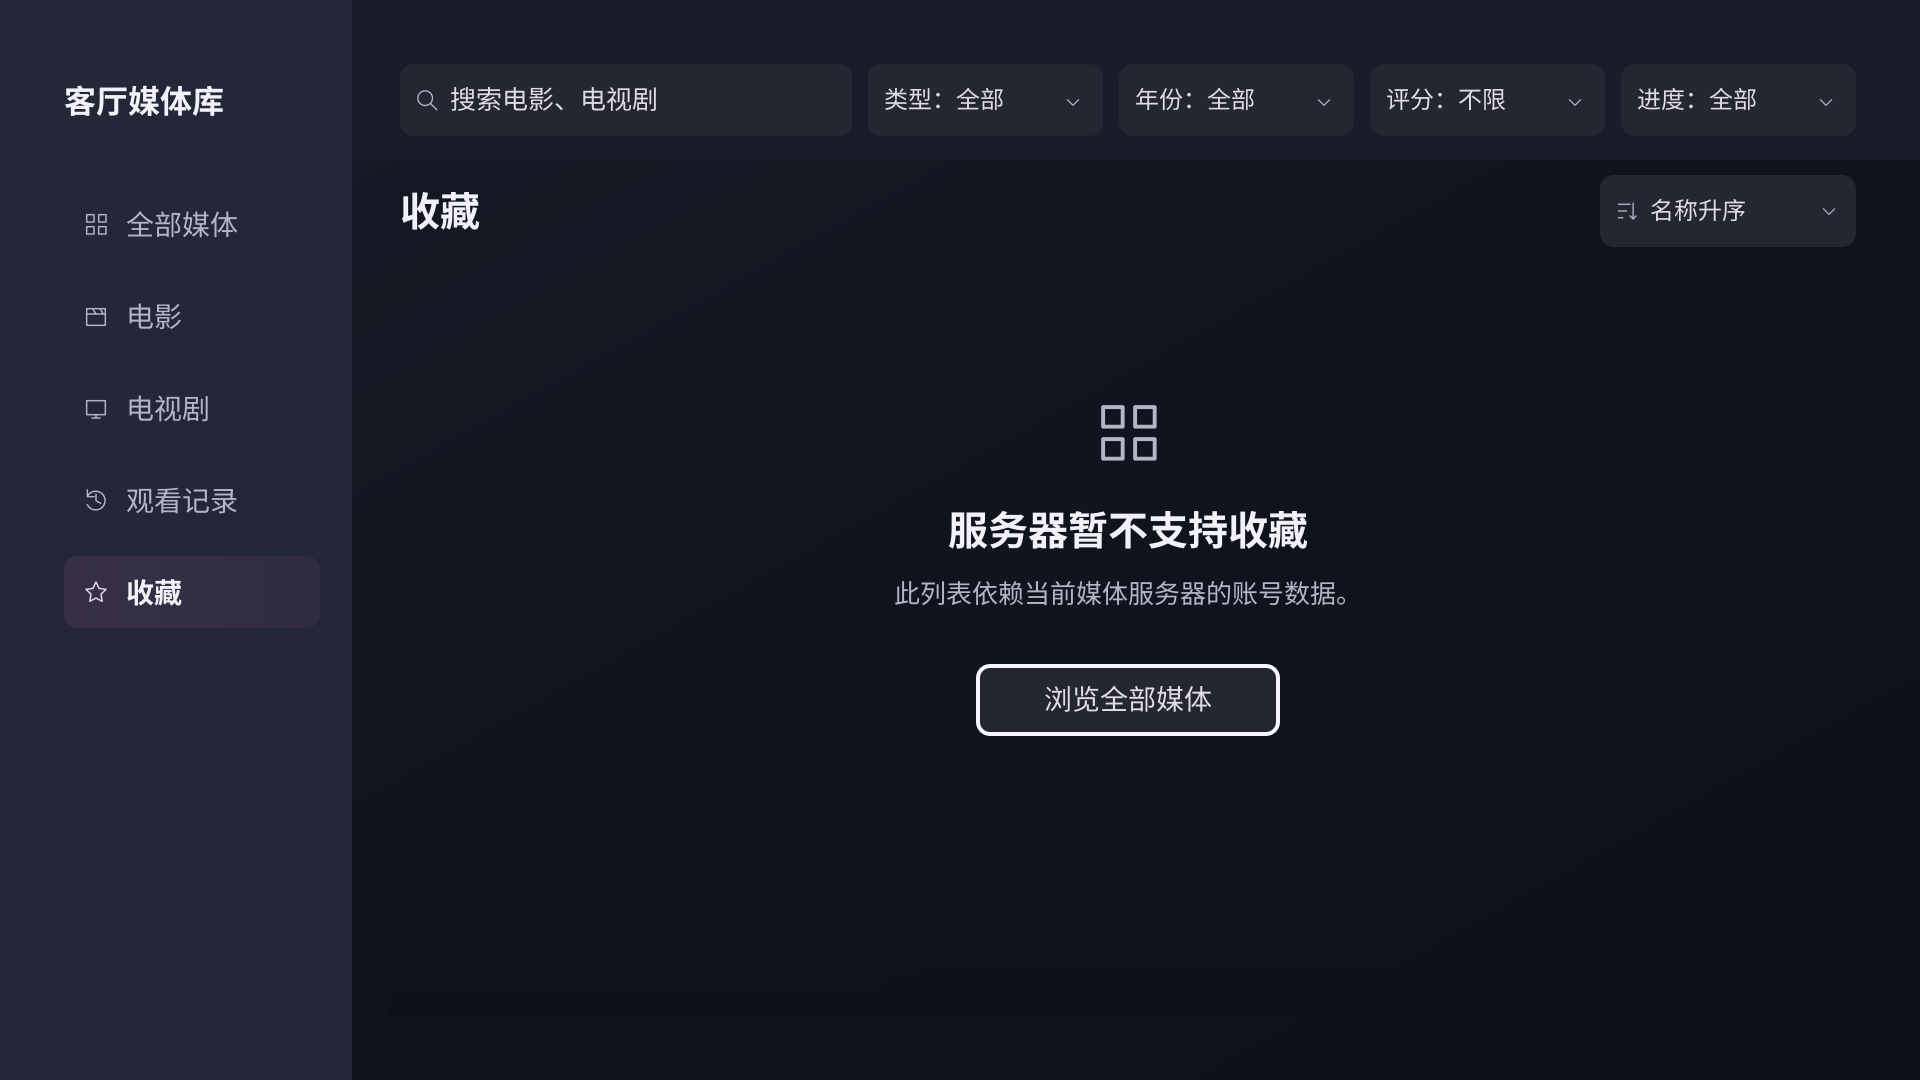 客厅媒体库
全部媒体
电影
电视剧
观看记录
收藏
搜索电影、电视剧
类型：全部
年份：全部
评分：不限
进度：全部
收藏
名称升序
服务器暂不支持收藏
此列表依赖当前媒体服务器的账号数据。
浏览全部媒体